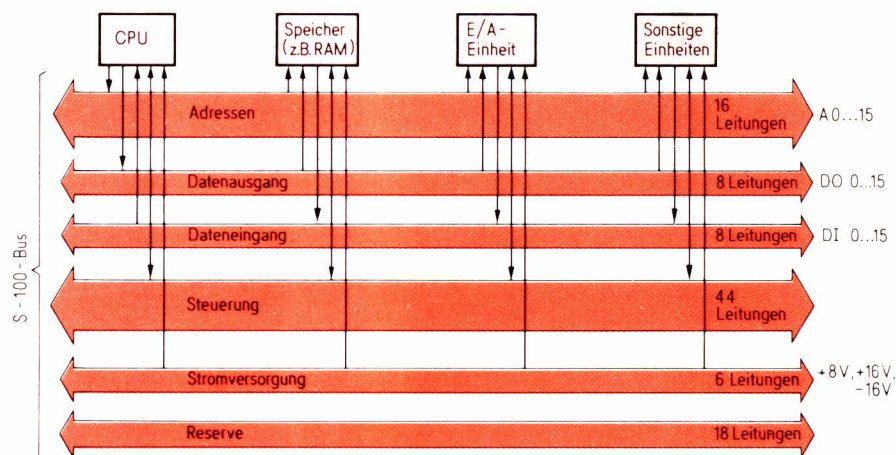 CPU
Speicher
(z.B. RAM)
E/A-
Einheit
Sonstige
Einheiten
S-100-Bus
Adressen
16
Leitungen
A 0...15
Datenausgang
8 Leitungen
DO 0...15
Dateneingang
8 Leitungen
DI 0...15
Steuerung
44
Leitungen
Stromversorgung
6 Leitungen
+8V, +16V,
-16V
Reserve
18 Leitungen